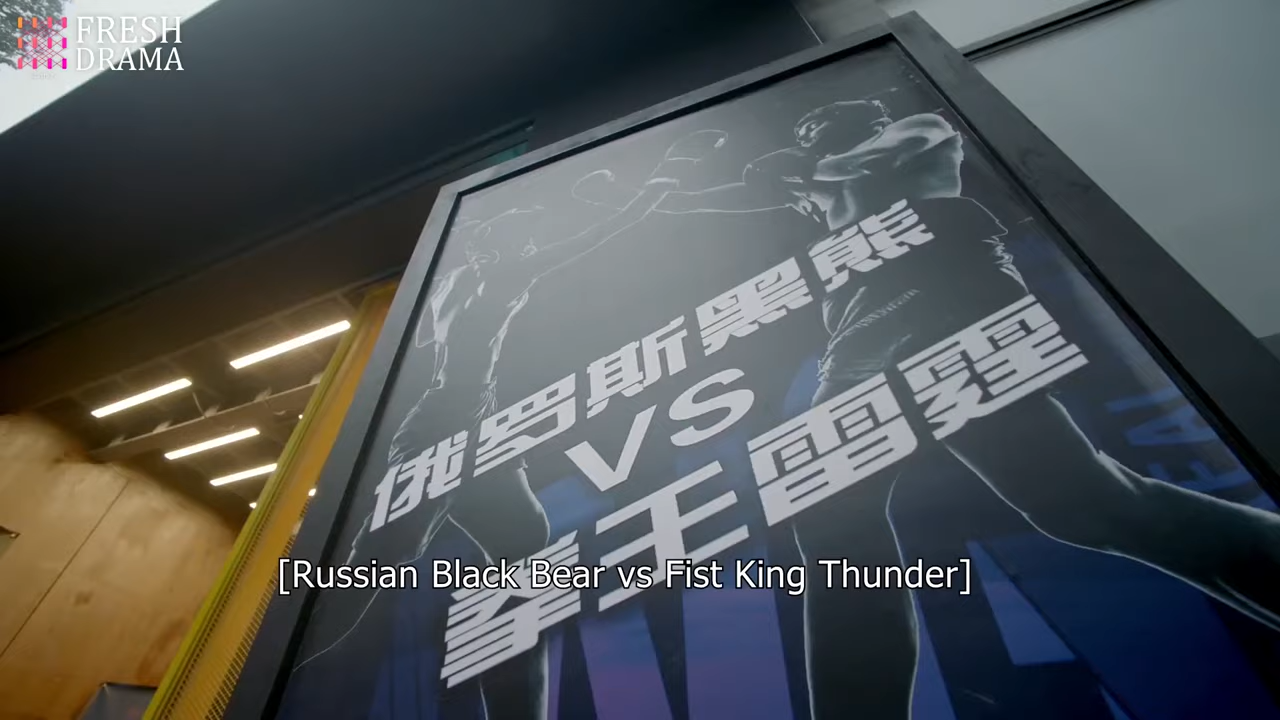 FRESH
DRAMA
俄罗斯黑熊
VS
拳王雷霆
[Russian Black Bear vs Fist King Thunder]